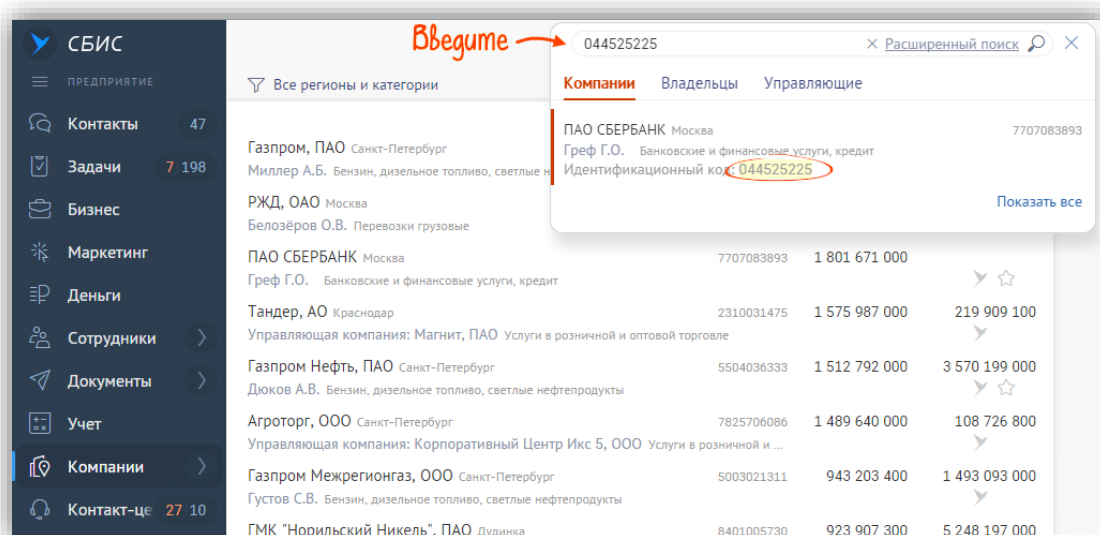 СБИС
ПРЕДПРИЯТИЕ
Контакты 47
Задачи 7 198
Бизнес
Маркетинг
Деньги
Сотрудники
Документы
Учет
Компании
Контакт-це 27 10
Введите
044525225 × Расширенный поиск ×
Компании Владельцы Управляющие
ПАО СБЕРБАНК Москва 7707083893
Греф Г.О. Банковские и финансовые услуги, кредит
Идентификационный код: 044525225
Показать все
Все регионы и категории
Газпром, ПАО Санкт-Петербург
Миллер А.Б. Бензин, дизельное топливо, светлые н
РЖД, ОАО Москва
Белозёров О.В. Перевозки грузовые
ПАО СБЕРБАНК Москва 7707083893 1 801 671 000
Греф Г.О. Банковские и финансовые услуги, кредит
Тандер, АО Краснодар 2310031475 1 575 987 000 219 909 100
Управляющая компания: Магнит, ПАО Услуги в розничной и оптовой торговле
Газпром Нефть, ПАО Санкт-Петербург 5504036333 1 512 792 000 3 570 199 000
Дюков А.В. Бензин, дизельное топливо, светлые нефтепродукты
Агроторг, ООО Санкт-Петербург 7825706086 1 489 640 000 108 726 800
Управляющая компания: Корпоративный Центр Икс 5, ООО Услуги в розничной и ...
Газпром Межрегионгаз, ООО Санкт-Петербург 5003021311 943 203 400 1 493 093 000
Густов С.В. Бензин, дизельное топливо, светлые нефтепродукты
ГМК "Норильский Никель", ПАО Дудинка 8401005730 923 907 300 5 248 197 000